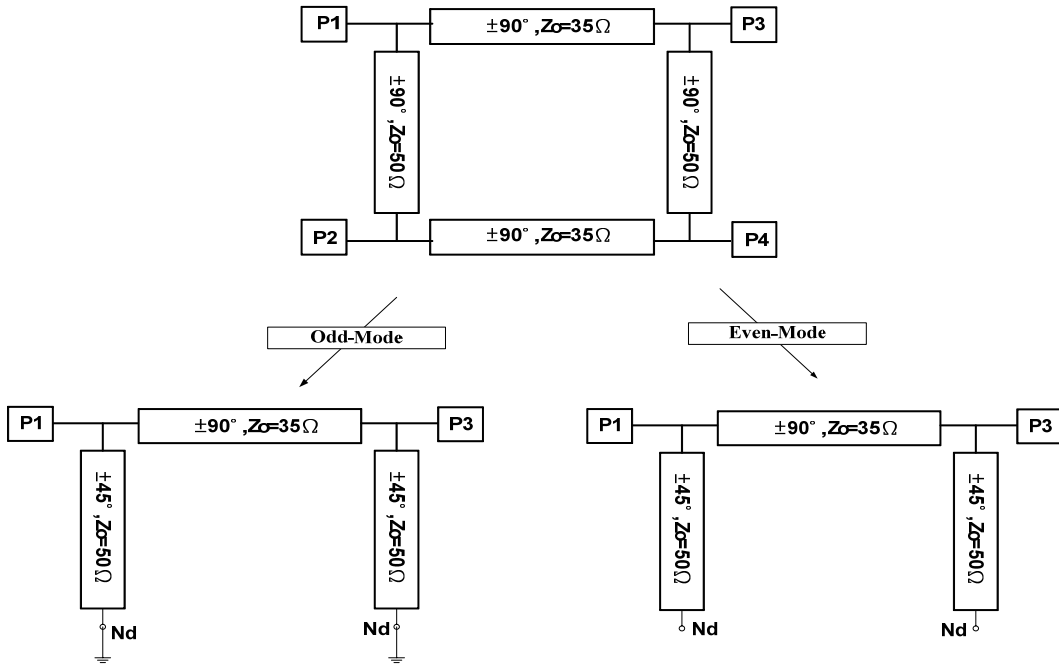 P1
±90°,Zo=35Ω
P3
±90°,Zo=50Ω
±90°,Zo=50Ω
P2
±90°,Zo=35Ω
P4
Odd-Mode
Even-Mode
P1
±90°,Zo=35Ω
P3
P1
±90°,Zo=35Ω
P3
±45°,Zo=50Ω
±45°,Zo=50Ω
±45°,Zo=50Ω
±45°,Zo=50Ω
Nd
Nd
Nd
Nd